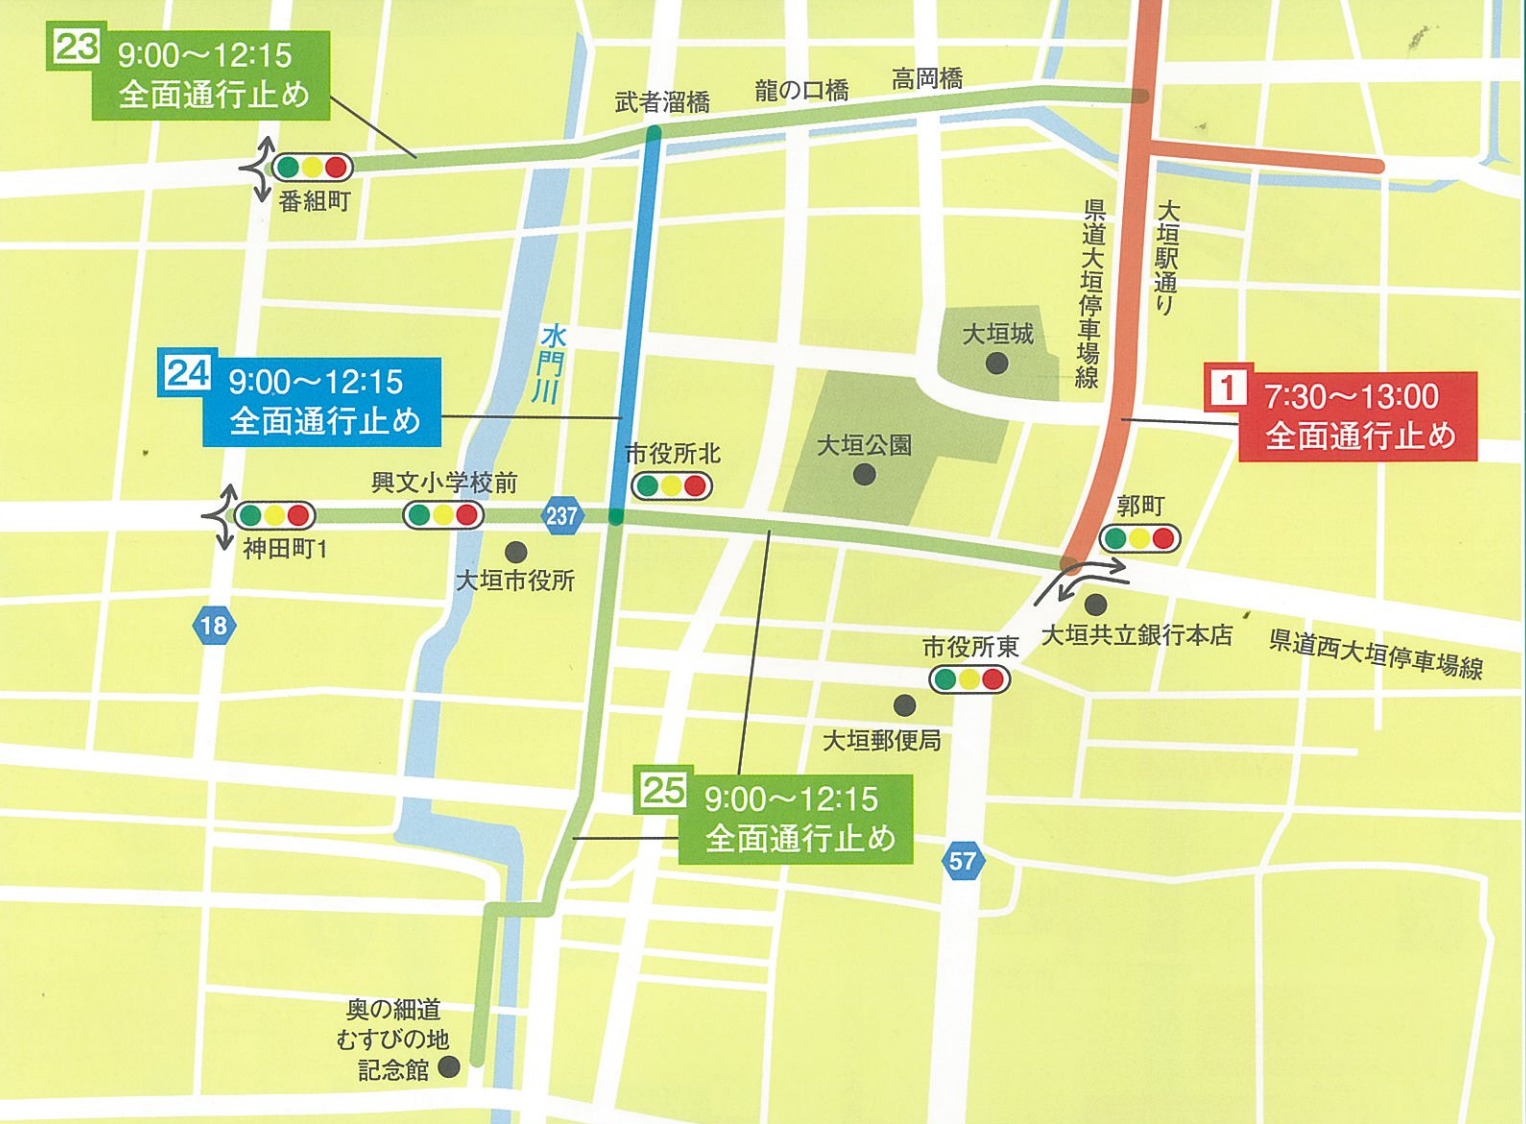 23
9:00〜12:15
全面通行止め
武者溜橋
龍の口橋
高岡橋
番組町
県道大垣停車場線
大垣駅通り
水門川
大垣城
24
9:00〜12:15
全面通行止め
1
7:30〜13:00
全面通行止め
市役所北
大垣公園
興文小学校前
237
郭町
神田町1
大垣市役所
18
大垣共立銀行本店
県道西大垣停車場線
市役所東
大垣郵便局
25
9:00〜12:15
全面通行止め
57
奥の細道
むすびの地
記念館